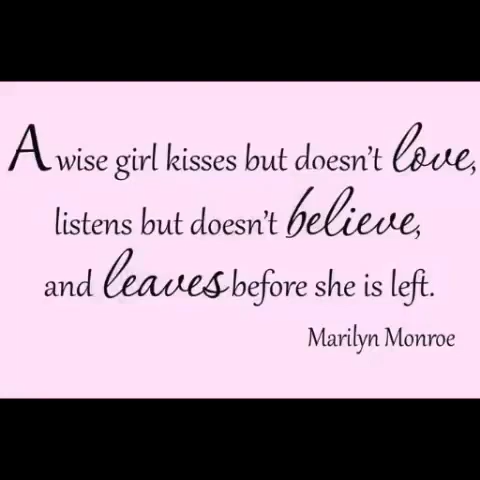 A wise girl kisses but doesn't love,
listens but doesn't believe,
and leaves before she is left.
Marilyn Monroe